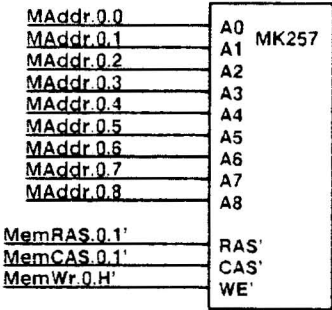 MAddr.0.0
MAddr.0.1
MAddr.0.2
MAddr.0.3
MAddr.0.4
MAddr.0.5
MAddr.0.6
MAddr.0.7
MAddr.0.8
MemRAS.0.1'
MemCAS.0.1'
MemWr.0.H'
A0 MK257
A1
A2
A3
A4
A5
A6
A7
A8
RAS'
CAS'
WE'